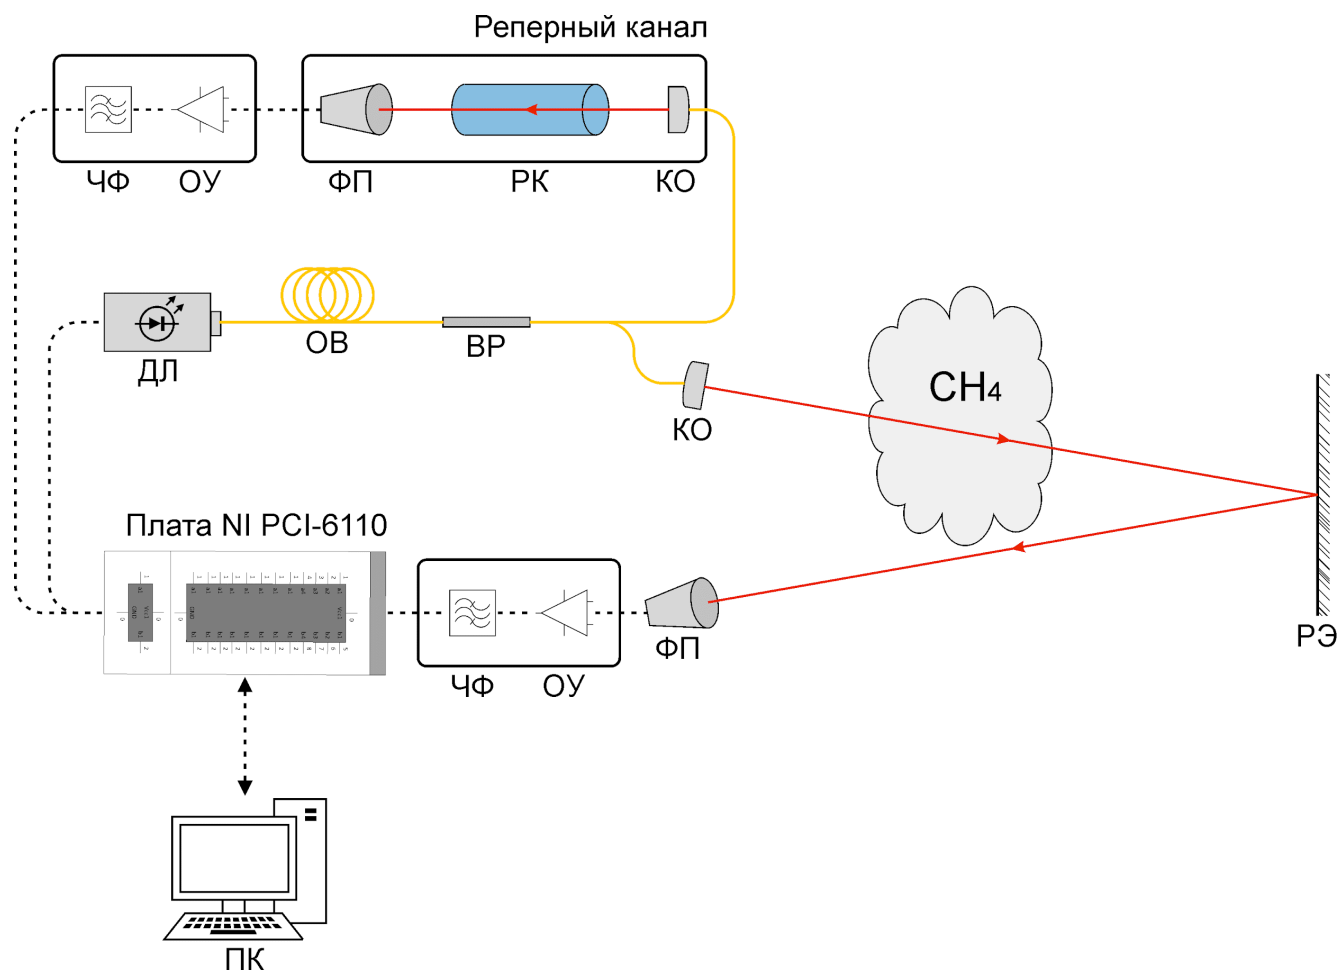 Реперный канал
ЧФ ОУ ФП РК КО
ДЛ ОВ ВР
КО
CH₄
РЭ
Плата NI PCI-6110
ЧФ ОУ ФП
ПК